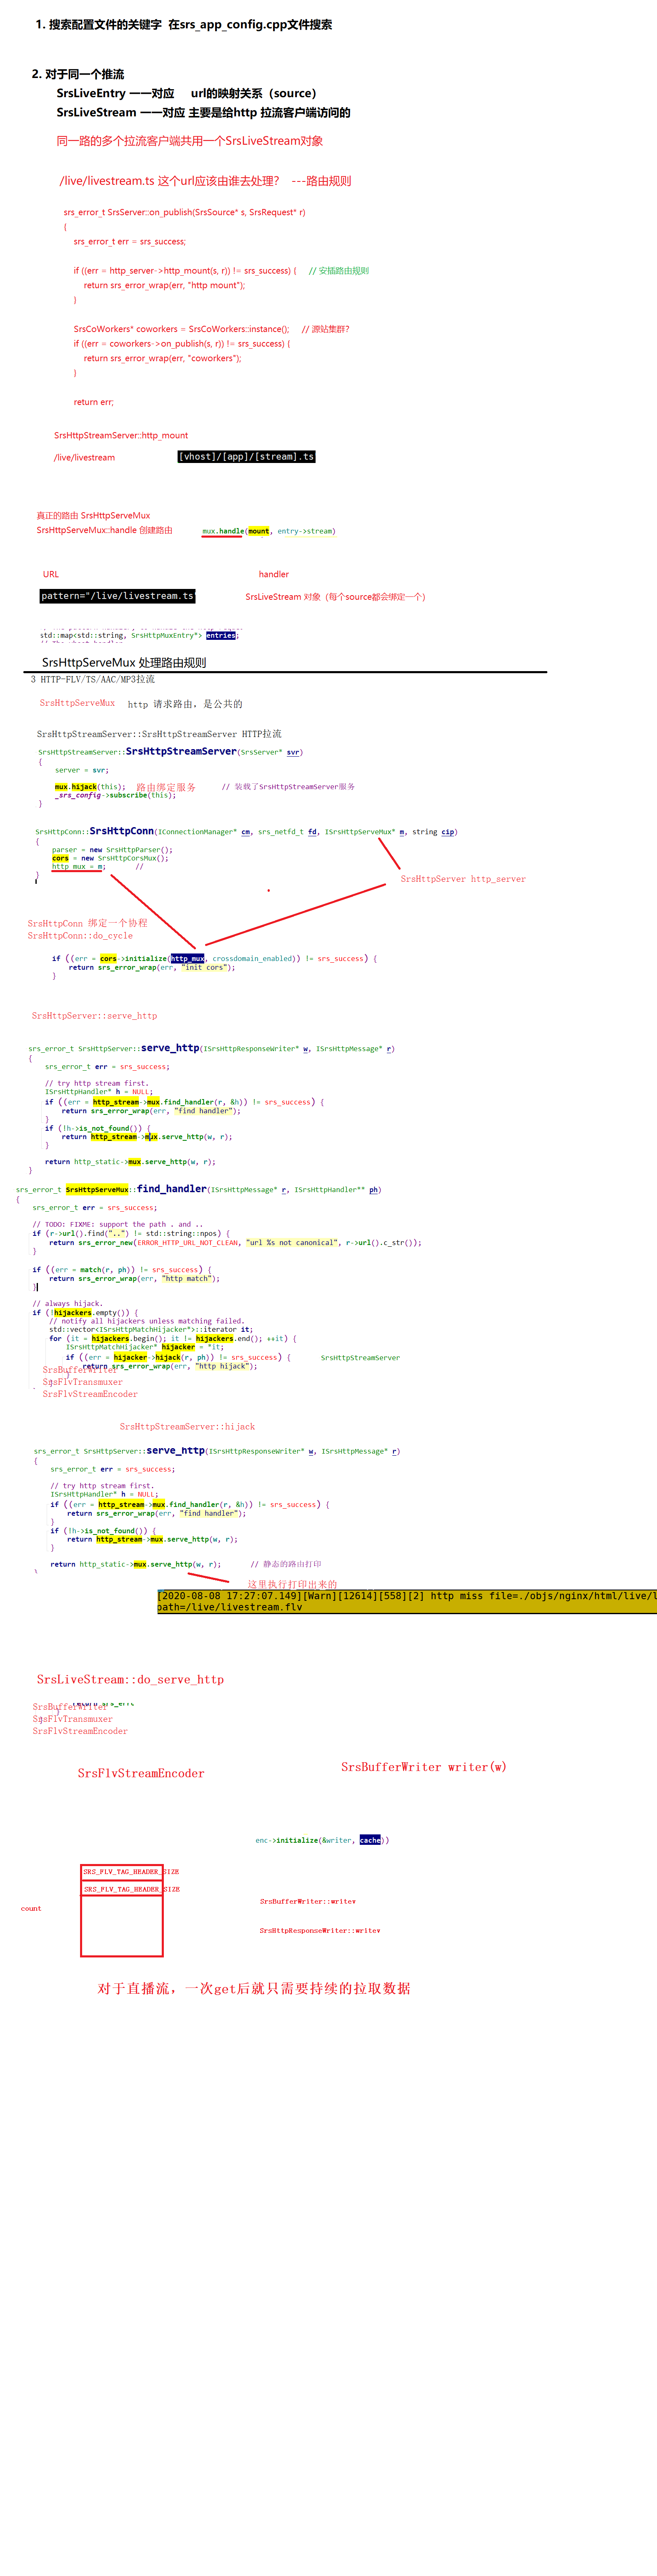 1. 搜索配置文件的关键字  在srs_app_config.cpp文件搜索
2. 对于同一个推流
SrsLiveEntry 一一对应     url的映射关系（source）
SrsLiveStream 一一对应 主要是给http 拉流客户端访问的
同一路的多个拉流客户端共用一个SrsLiveStream对象
/live/livestream.ts 这个url应该由谁去处理？  ---路由规则
srs_error_t SrsServer::on_publish(SrsSource* s, SrsRequest* r)
{
srs_error_t err = srs_success;
if ((err = http_server->http_mount(s, r)) != srs_success) {    // 安插路由规则
return srs_error_wrap(err, "http mount");
}
SrsCoWorkers* coworkers = SrsCoWorkers::instance();    // 源站集群?
if ((err = coworkers->on_publish(s, r)) != srs_success) {
return srs_error_wrap(err, "coworkers");
}
return err;
SrsHttpStreamServer::http_mount
/live/livestream    [vhost]/[app]/[stream].ts
真正的路由 SrsHttpServeMux
SrsHttpServeMux::handle 创建路由    mux.handle(mount, entry->stream)
URL    handler
pattern="/live/livestream.ts"    SrsLiveStream 对象（每个source都会绑定一个）
std::map<std::string, SrsHttpMuxEntry*> entries;
SrsHttpServeMux 处理路由规则
3 HTTP-FLV/TS/AAC/MP3拉流
SrsHttpServeMux   http 请求路由，是公共的
SrsHttpStreamServer::SrsHttpStreamServer HTTP拉流
SrsHttpStreamServer::SrsHttpStreamServer(SrsServer* svr)
{
server = svr;
mux.hijack(this);   路由绑定服务    // 装载了SrsHttpStreamServer服务
_srs_config->subscribe(this);
}
SrsHttpConn::SrsHttpConn(IConnectionManager* cm, srs_netfd_t fd, ISrsHttpServeMux* m, string cip)
{
parser = new SrsHttpParser();
cors = new SrsHttpCorsMux();
http_mux = m;    //
}
SrsHttpServer http_server
SrsHttpConn 绑定一个协程
SrsHttpConn::do_cycle
if ((err = cors->initialize(http_mux, crossdomain_enabled)) != srs_success) {
return srs_error_wrap(err, "init cors");
}
SrsHttpServer::serve_http
srs_error_t SrsHttpServer::serve_http(ISrsHttpResponseWriter* w, ISrsHttpMessage* r)
{
srs_error_t err = srs_success;
// try http stream first.
ISrsHttpHandler* h = NULL;
if ((err = http_stream->mux.find_handler(r, &h)) != srs_success) {
return srs_error_wrap(err, "find handler");
}
if (!h->is_not_found()) {
return http_stream->mux.serve_http(w, r);
}
return http_static->mux.serve_http(w, r);
}
srs_error_t SrsHttpServeMux::find_handler(ISrsHttpMessage* r, ISrsHttpHandler** ph)
{
srs_error_t err = srs_success;
// TODO: FIXME: support the path . and ..
if (r->url().find("..") != std::string::npos) {
return srs_error_new(ERROR_HTTP_URL_NOT_CLEAN, "url %s not canonical", r->url().c_str());
}
if ((err = match(r, ph)) != srs_success) {
return srs_error_wrap(err, "http match");
}
// always hijack.
if (!hijackers.empty()) {
// notify all hijackers unless matching failed.
std::vector<ISrsHttpMatchHijacker*>::iterator it;
for (it = hijackers.begin(); it != hijackers.end(); ++it) {
ISrsHttpMatchHijacker* hijacker = *it;
if ((err = hijacker->hijack(r, ph)) != srs_success) {    SrsHttpStreamServer
return srs_error_wrap(err, "http hijack");
SrsBufferWriter
SrsFlvTransmuxer
SrsFlvStreamEncoder
SrsHttpStreamServer::hijack
srs_error_t SrsHttpServer::serve_http(ISrsHttpResponseWriter* w, ISrsHttpMessage* r)
{
srs_error_t err = srs_success;
// try http stream first.
ISrsHttpHandler* h = NULL;
if ((err = http_stream->mux.find_handler(r, &h)) != srs_success) {
return srs_error_wrap(err, "find handler");
}
if (!h->is_not_found()) {
return http_stream->mux.serve_http(w, r);
}
return http_static->mux.serve_http(w, r);    // 静态的路由打印
这里执行打印出来的
[2020-08-08 17:27:07.149][Warn][12614][558][2] http miss file=./objs/nginx/html/live/l
path=/live/livestream.flv
SrsLiveStream::do_serve_http
SrsBufferWriter
SrsFlvTransmuxer
SrsFlvStreamEncoder
SrsFlvStreamEncoder    SrsBufferWriter writer(w)
enc->initialize(&writer, cache))
SRS_FLV_TAG_HEADER_SIZE
SRS_FLV_TAG_HEADER_SIZE
SrsBufferWriter::writev
count
SrsHttpResponseWriter::writev
对于直播流，一次get后就只需要持续的拉取数据